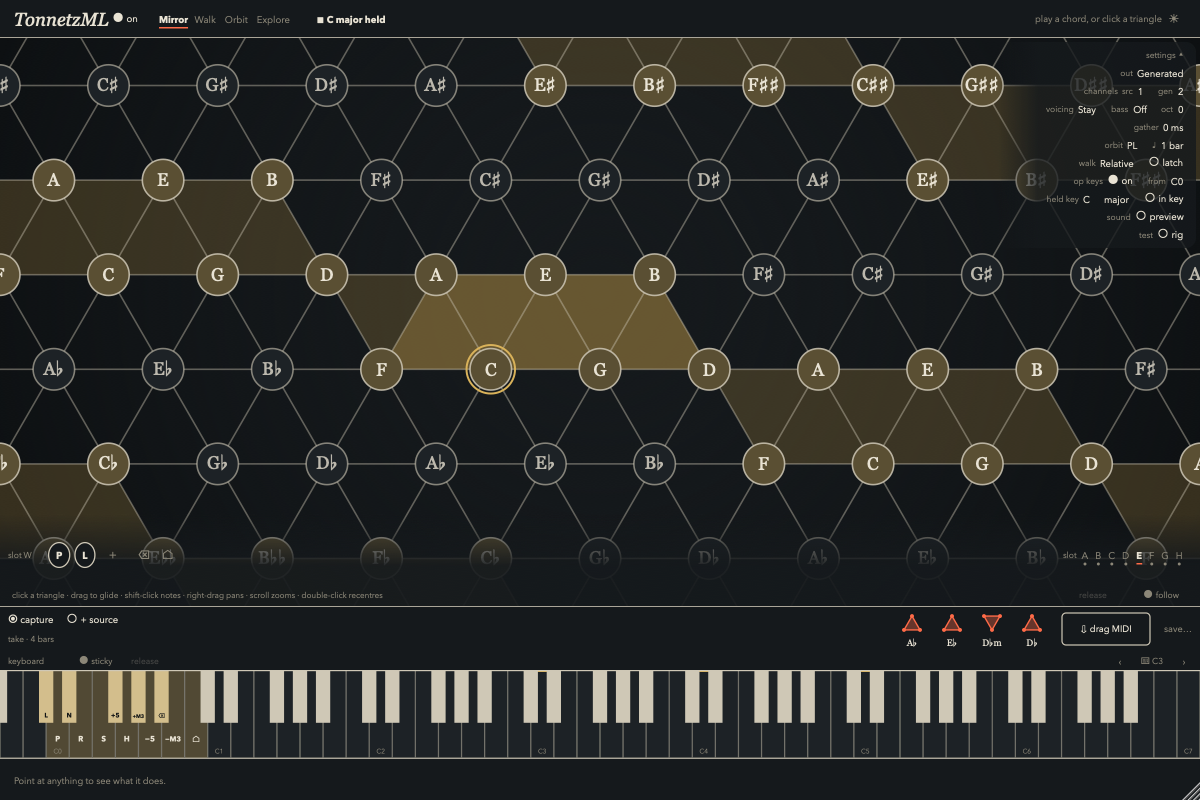 TonnetzML on Mirror Walk Orbit Explore ■ C major held play a chord, or click a triangle
settings
out Generated
C♯ G♯ D♯ A♯ E♯ B♯ F♯♯ C♯♯ G♯♯ D♯♯
channels src 1 gen 2
voicing Stay bass Off oct 0
gather 0 ms
orbit PL ♩ 1 bar
walk Relative latch
A E B F♯ C♯ G♯ D♯ A♯ E♯ B♯ F♯♯
op keys on from C0
held key C major in key
sound preview
test rig
F C G D A E B F♯ C♯ G♯ D♯ A
A♭ E♭ B♭ F C G D A E B F♯
♭ C♭ G♭ D♭ A♭ E♭ B♭ F C G D A
slot W P L + E♭♭ B♭♭ F♭ C♭ G♭ D♭ A♭ E♭ B♭ slot A B C D E F G H
click a triangle · drag to glide · shift-click notes · right-drag pans · scroll zooms · double-click recentres release follow
capture + source
take · 4 bars
A♭ E♭ D♭m D♭
⇩ drag MIDI save…
keyboard sticky release ‹ C3 ›
L N +5 +M3 ⌫
P R S H −5 −M3
C0 C1 C2 C3 C4 C5 C6 C7
Point at anything to see what it does.